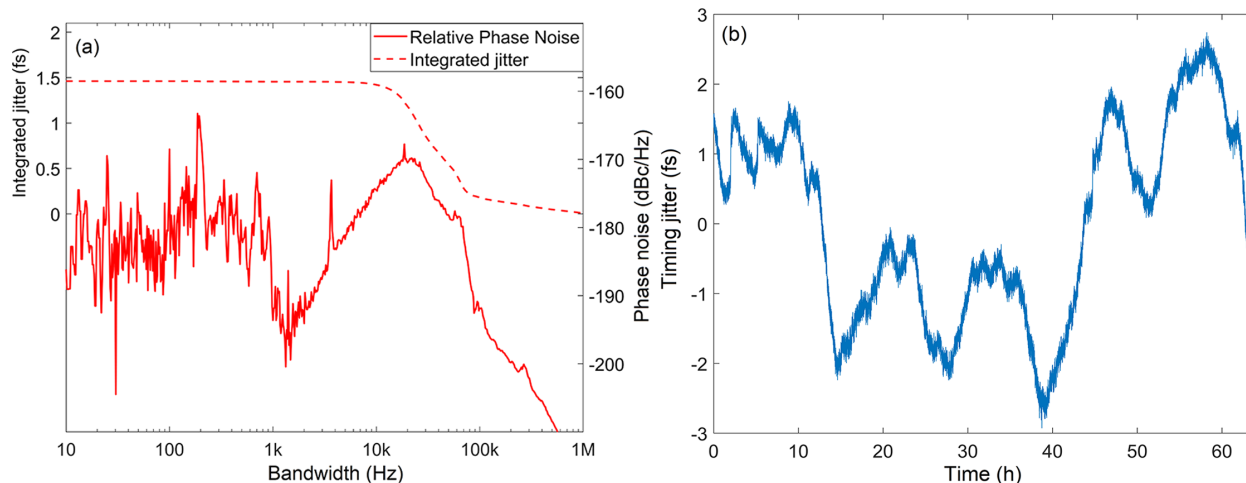 (a)
Relative Phase Noise
Integrated jitter
Integrated jitter (fs)
2
1.5
1
0.5
0
-160
-170
-180
-190
-200
Phase noise (dBc/Hz)
10
100
1k
10k
100k
1M
Bandwidth (Hz)
(b)
Timing jitter (fs)
3
2
1
0
-1
-2
-3
0
10
20
30
40
50
60
Time (h)